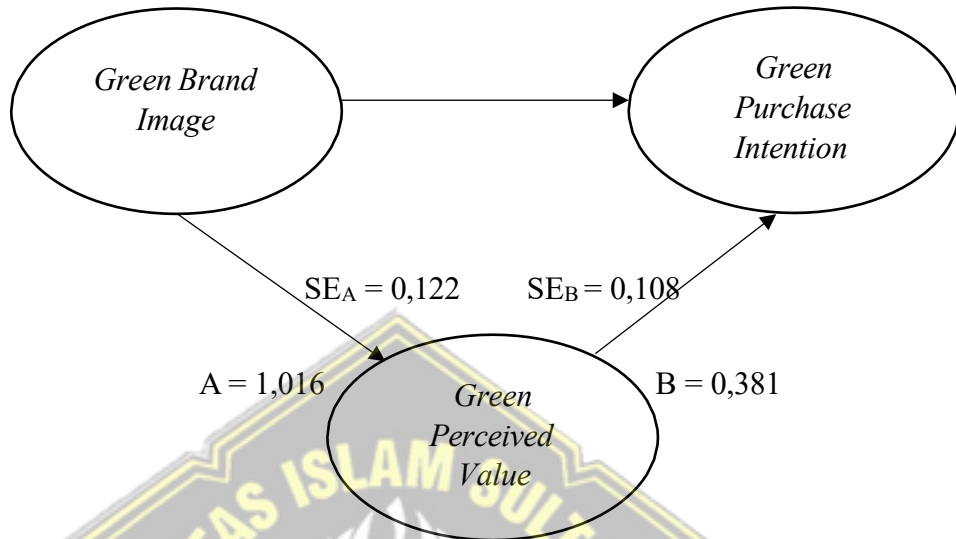 Green Brand
Image
Green
Purchase
Intention
SEA = 0,122
SEB = 0,108
A = 1,016
B = 0,381
Green
Perceived
Value
ISLAM